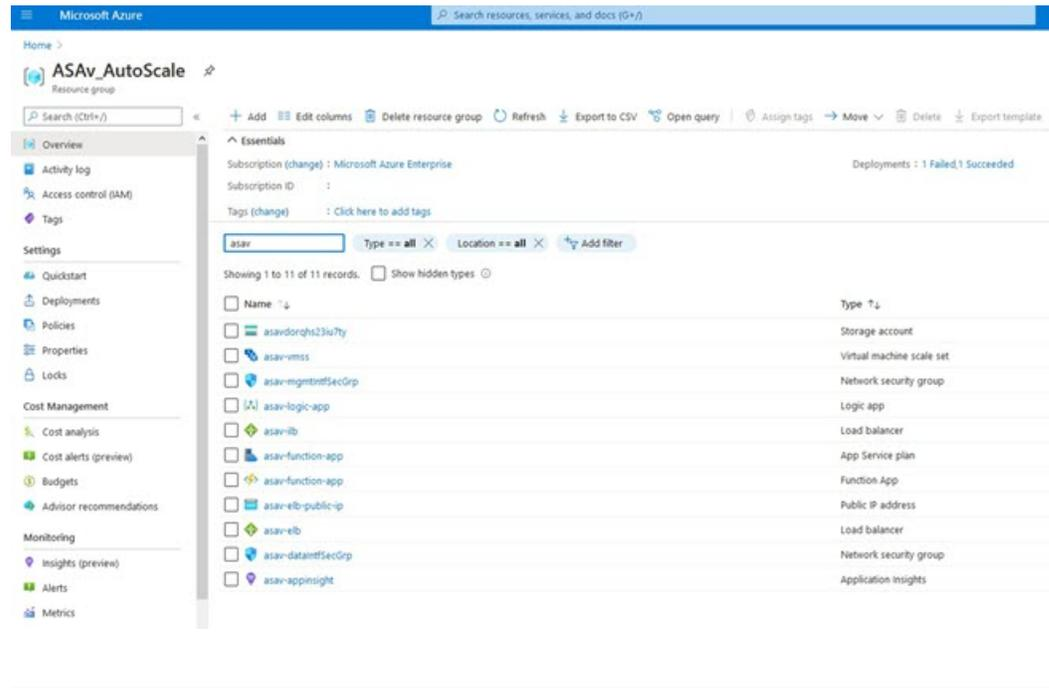 Microsoft Azure
Search resources, services, and docs (G+/)
Home >
ASAv_AutoScale
Resource group
Search (Ctrl+/)
«
Add
Edit columns
Delete resource group
Refresh
Export to CSV
Open query
Assign tags
Move
Delete
Export template
Overview
Activity log
Access control (IAM)
Tags
Settings
Quickstart
Deployments
Policies
Properties
Locks
Cost Management
Cost analysis
Cost alerts (preview)
Budgets
Advisor recommendations
Monitoring
Insights (preview)
Alerts
Metrics
Essentials
Subscription (change) : Microsoft Azure Enterprise
Deployments : 1 Failed,1 Succeeded
Subscription ID :
Tags (change) : Click here to add tags
asav
Type == all
Location == all
Add filter
Showing 1 to 11 of 11 records.
Show hidden types
Name Type
asavdorqhs23iu7ty Storage account
asav-vmss Virtual machine scale set
asav-mgmtIntfSecGrp Network security group
asav-logic-app Logic app
asav-ilb Load balancer
asav-function-app App Service plan
asav-function-app Function App
asav-elb-public-ip Public IP address
asav-elb Load balancer
asav-dataIntfSecGrp Network security group
asav-appinsight Application Insights